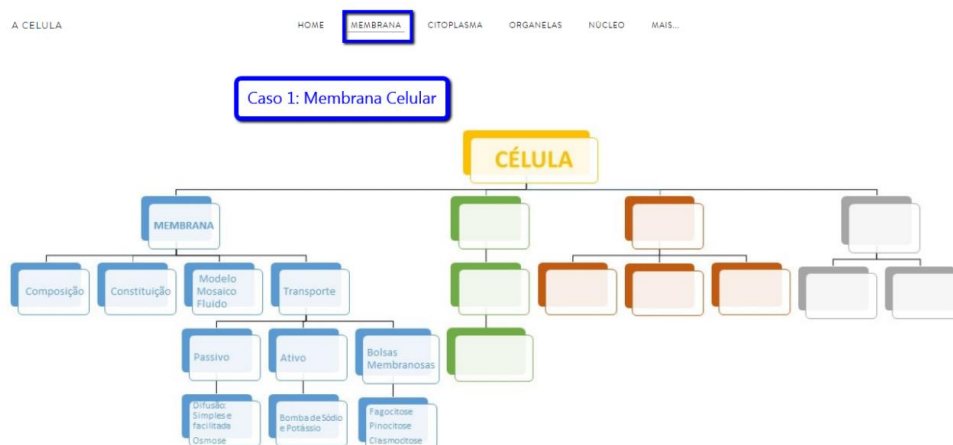 A CELULA
HOME MEMBRANA CITOPLASMA ORGANELAS NÚCLEO MAIS...
Caso 1: Membrana Celular
CÉLULA
MEMBRANA
Composição
Constituição
Modelo
Mosaico
Fluido
Transporte
Passivo
Ativo
Bolsas
Membranosas
Difusão:
Simples e
facilitada
Osmose
Bomba de Sódio
e Potássio
Fagocitose
Pinocitose
Clasmocitose